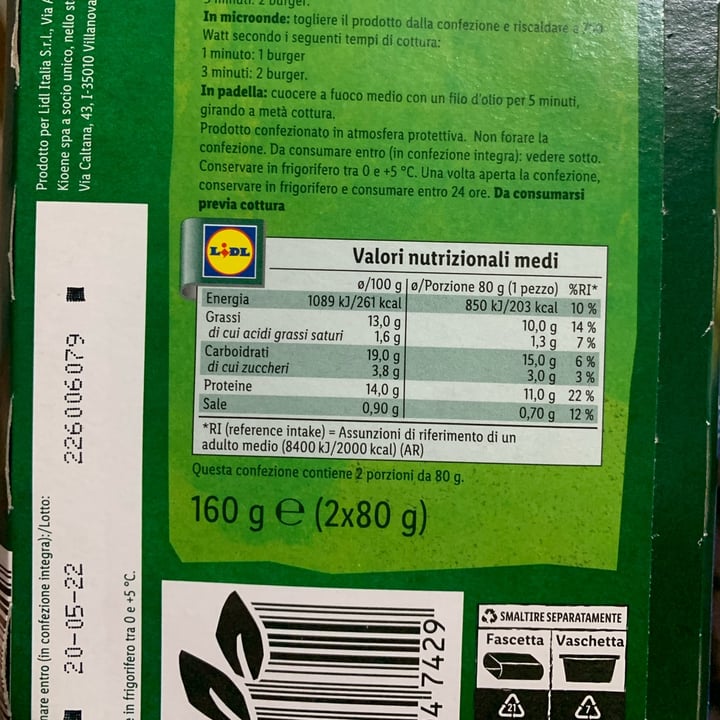 In microonde: togliere il prodotto dalla confezione e riscaldare a 750
Watt secondo i seguenti tempi di cottura:
1 minuto: 1 burger
3 minuti: 2 burger.
In padella: cuocere a fuoco medio con un filo d'olio per 5 minuti,
girando a metà cottura.
Prodotto confezionato in atmosfera protettiva. Non forare la
confezione. Da consumare entro (in confezione integra): vedere sotto.
Conservare in frigorifero tra 0 e +5 °C. Una volta aperta la confezione,
conservare in frigorifero e consumare entro 24 ore. Da consumarsi
previa cottura
LIDL
Valori nutrizionali medi
ø/100 g ø/Porzione 80 g (1 pezzo) %RI*
Energia 1089 kJ/261 kcal 850 kJ/203 kcal 10 %
Grassi 13,0 g 10,0 g 14 %
di cui acidi grassi saturi 1,6 g 1,3 g 7 %
Carboidrati 19,0 g 15,0 g 6 %
di cui zuccheri 3,8 g 3,0 g 3 %
Proteine 14,0 g 11,0 g 22 %
Sale 0,90 g 0,70 g 12 %
*RI (reference intake) = Assunzioni di riferimento di un
adulto medio (8400 kJ/2000 kcal) (AR)
Questa confezione contiene 2 porzioni da 80 g.
160 g e (2x80 g)
Prodotto per Lidl Italia S.r.l., Via
Kioene spa a socio unico, nello
Via Caltana, 43, I-35010 Villanova
entro (in confezione integra):/Lotto:
20-05-22 226006079
in frigorifero tra 0 e +5 °C.
47429
SMALTIRE SEPARATAMENTE
Fascetta Vaschetta
21 7